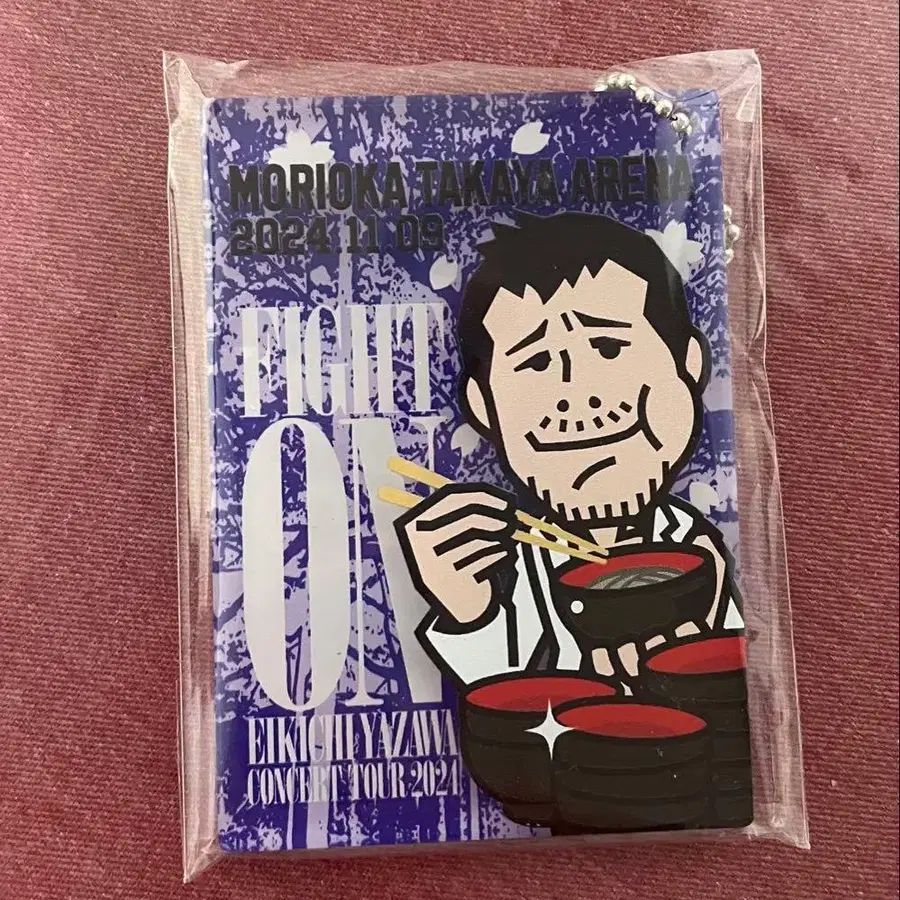 MORIOKA TAKAYA ARENA
2024 11 09
FIGHT
ON
EIKICHI YAZAWA
CONCERT TOUR 2024